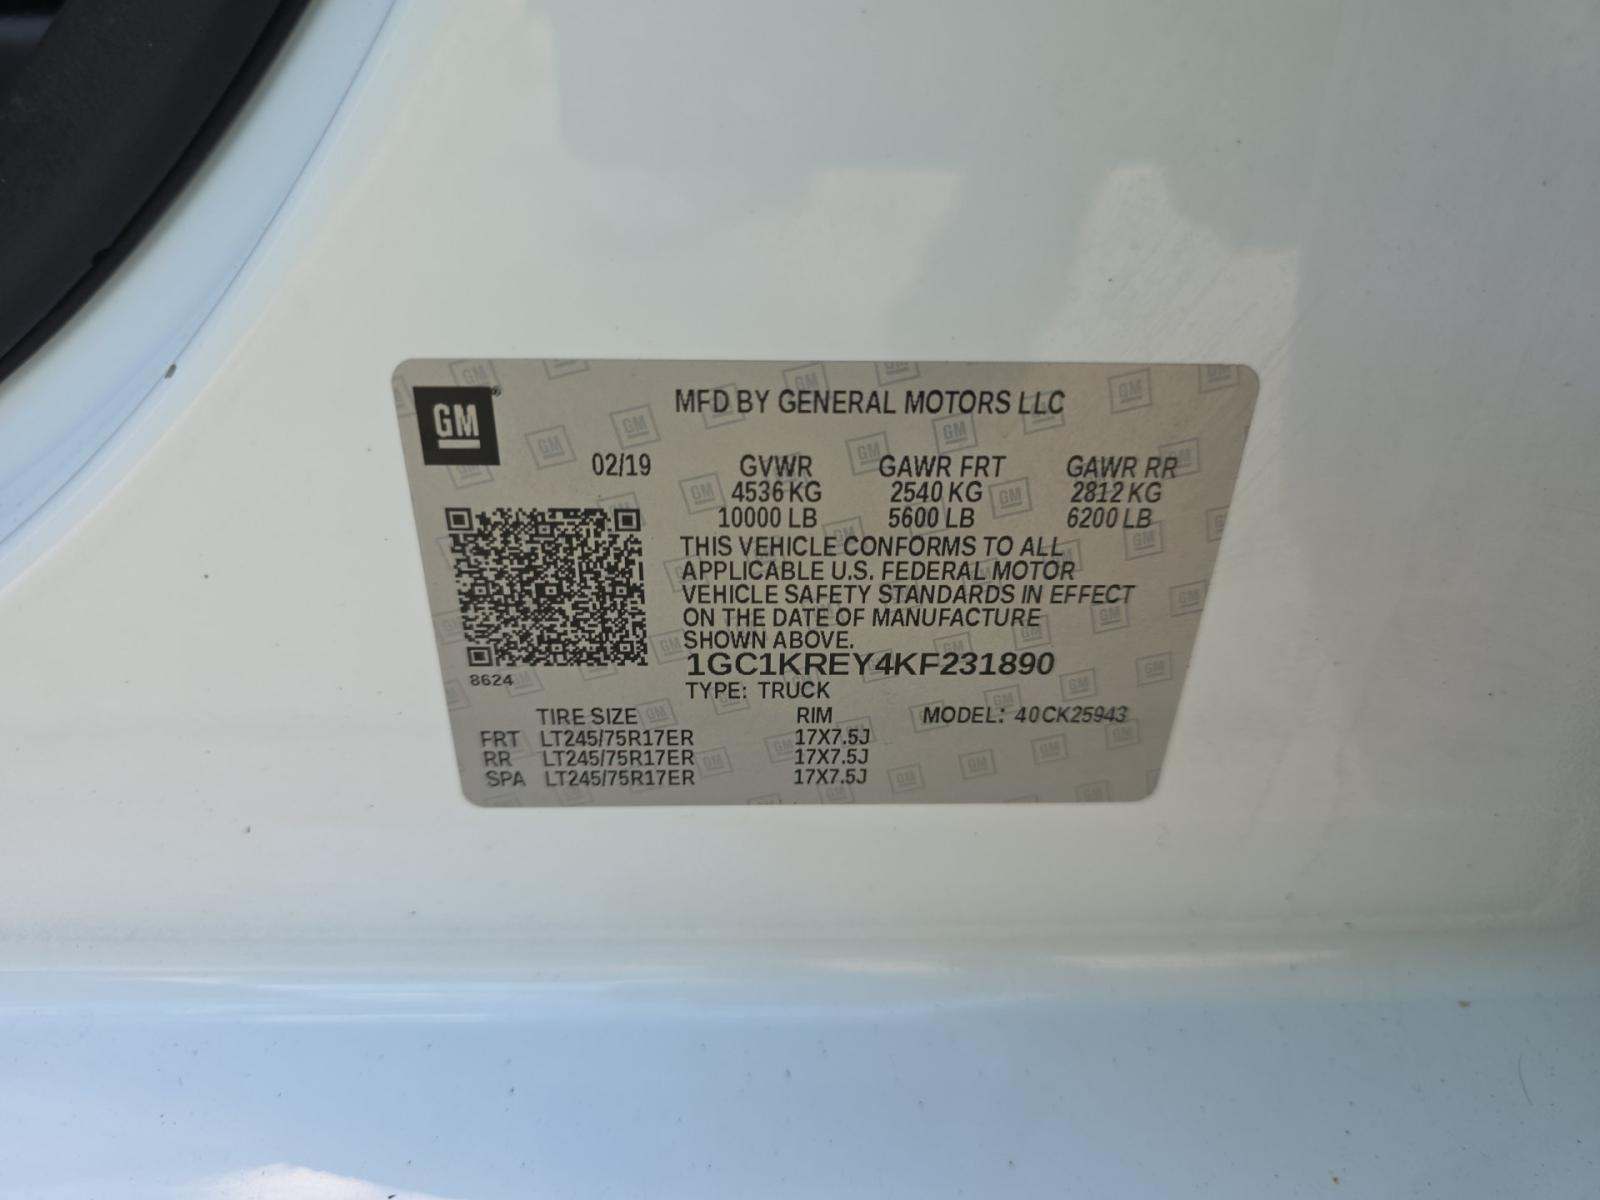 GM
MFD BY GENERAL MOTORS LLC
02/19 GVWR GAWR FRT GAWR RR
4536 KG 2540 KG 2812 KG
10000 LB 5600 LB 6200 LB
THIS VEHICLE CONFORMS TO ALL
APPLICABLE U.S. FEDERAL MOTOR
VEHICLE SAFETY STANDARDS IN EFFECT
ON THE DATE OF MANUFACTURE
SHOWN ABOVE.
1GC1KREY4KF231890
8624
TYPE: TRUCK
TIRE SIZE RIM MODEL: 40CK25943
FRT LT245/75R17ER 17X7.5J
RR LT245/75R17ER 17X7.5J
SPA LT245/75R17ER 17X7.5J